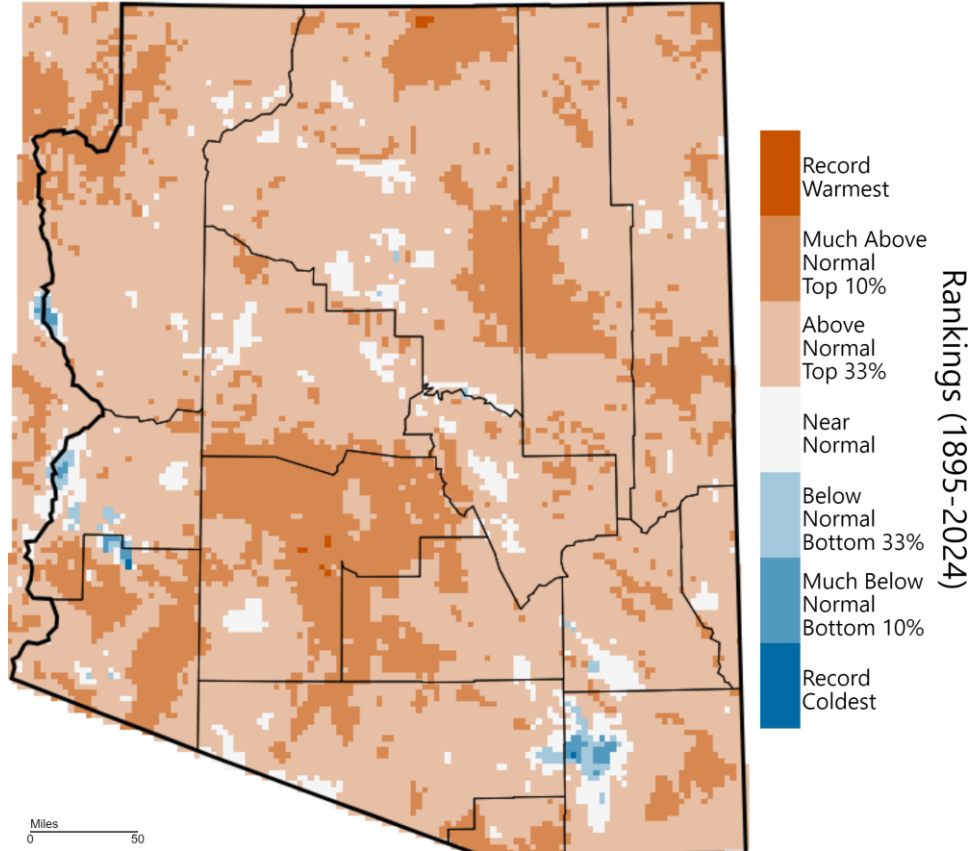 Record
Warmest
Much Above
Normal
Top 10%
Above
Normal
Top 33%
Near
Normal
Below
Normal
Bottom 33%
Much Below
Normal
Bottom 10%
Record
Coldest
Rankings (1895-2024)
Miles
0 50